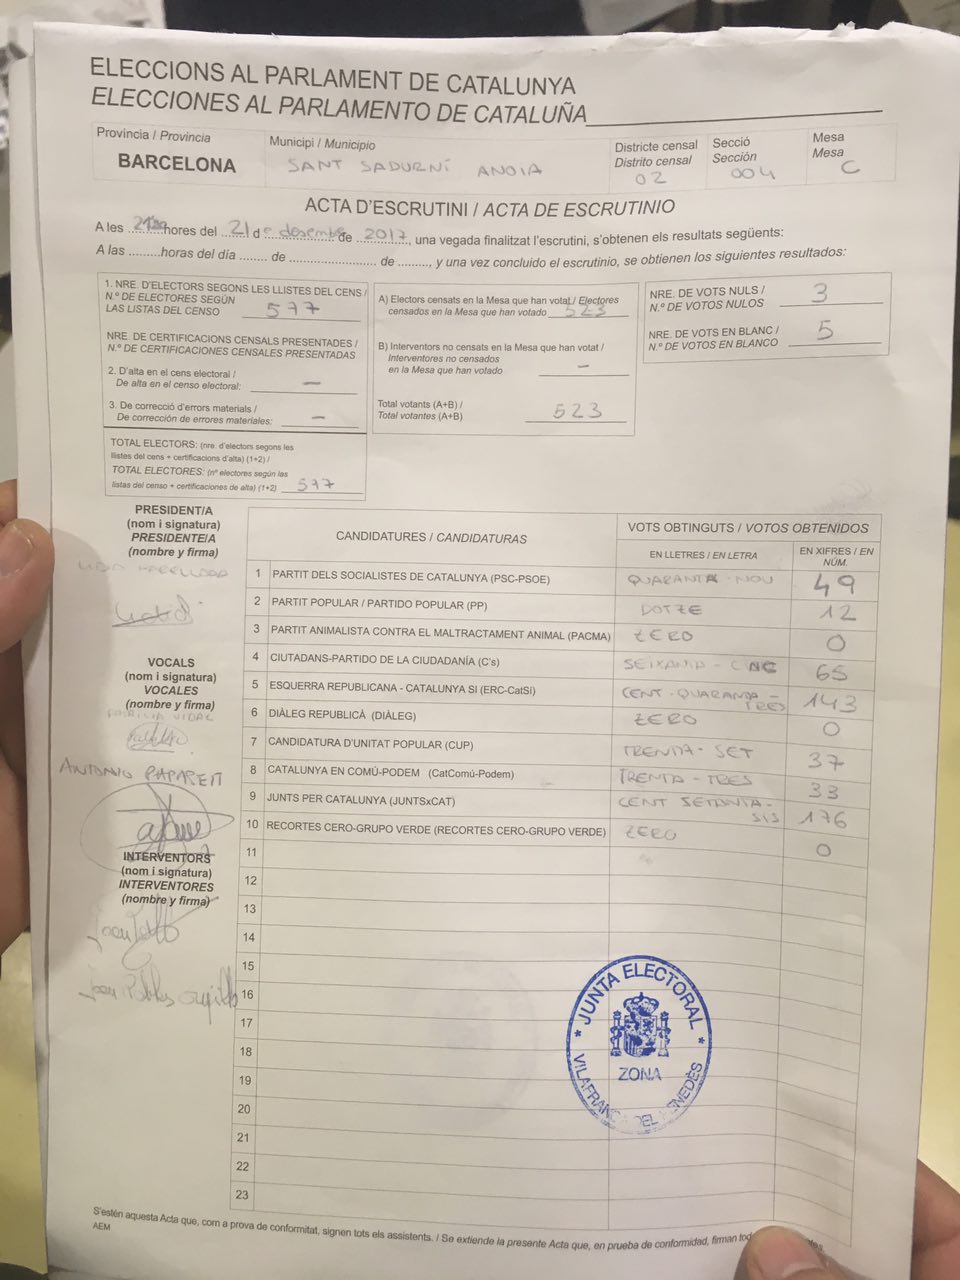 ELECCIONS AL PARLAMENT DE CATALUNYA
ELECCIONES AL PARLAMENTO DE CATALUÑA
Província / Provincia
BARCELONA
Municipi / Municipio
SANT SADURNÍ ANOIA
Districte censal
Distrito censal
02
Secció
Sección
004
Mesa
Mesa
C
ACTA D'ESCRUTINI / ACTA DE ESCRUTINIO
A les ......... hores del 21 de desembre de 2017, una vegada finalitzat l'escrutini, s'obtenen els resultats següents:
A las .........horas del día ........ de ......................... de ........., y una vez concluido el escrutinio, se obtienen los siguientes resultados:
1. NRE. D'ELECTORS SEGONS LES LLISTES DEL CENS /
N.º DE ELECTORES SEGÚN
LAS LISTAS DEL CENSO 577
NRE. DE CERTIFICACIONS CENSALS PRESENTADES /
N.º DE CERTIFICACIONES CENSALES PRESENTADAS
2. D'alta en el cens electoral /
De alta en el censo electoral: —
3. De correcció d'errors materials /
De corrección de errores materiales: —
TOTAL ELECTORS: (nre. d'electors segons les
llistes del cens + certificacions d'alta) (1+2) /
TOTAL ELECTORES: (nº electores según las
listas del censo + certificaciones de alta) (1+2) 577
A) Electors censats en la Mesa que han votat / Electores
censados en la Mesa que han votado 523
B) Interventors no censats en la Mesa que han votat /
Interventores no censados
en la Mesa que han votado —
Total votants (A+B) /
Total votantes (A+B) 523
NRE. DE VOTS NULS /
N.º DE VOTOS NULOS 3
NRE. DE VOTS EN BLANC /
N.º DE VOTOS EN BLANCO 5
PRESIDENT/A
(nom i signatura)
PRESIDENTE/A
(nombre y firma)
VOCALS
(nom i signatura)
VOCALES
(nombre y firma)
PATRICIA VIDAL
ANTONIO PAPARELL
INTERVENTORS
(nom i signatura)
INTERVENTORES
(nombre y firma)
CANDIDATURES / CANDIDATURAS
VOTS OBTINGUTS / VOTOS OBTENIDOS
EN LLETRES / EN LETRA
EN XIFRES / EN NÚM.
1 PARTIT DELS SOCIALISTES DE CATALUNYA (PSC-PSOE) QUARANTA-NOU 49
2 PARTIT POPULAR / PARTIDO POPULAR (PP) DOTZE 12
3 PARTIT ANIMALISTA CONTRA EL MALTRACTAMENT ANIMAL (PACMA) ZERO 0
4 CIUTADANS-PARTIDO DE LA CIUDADANÍA (C's) SEIXANTA-CINC 65
5 ESQUERRA REPUBLICANA - CATALUNYA SI (ERC-CatSí) CENT-QUARANTA-TRES 143
6 DIÀLEG REPUBLICÀ (DIÀLEG) ZERO 0
7 CANDIDATURA D'UNITAT POPULAR (CUP) TRENTA-SET 37
8 CATALUNYA EN COMÚ-PODEM (CatComú-Podem) TRENTA-TRES 33
9 JUNTS PER CATALUNYA (JUNTSxCAT) CENT SETANTA-SIS 176
10 RECORTES CERO-GRUPO VERDE (RECORTES CERO-GRUPO VERDE) ZERO 0
11
12
13
14
15
16
17
18
19
20
21
22
23
JUNTA ELECTORAL
ZONA
VILAFRANCA DEL PENEDÈS
S'estén aquesta Acta que, com a prova de conformitat, signen tots els assistents. / Se extiende la presente Acta que, en prueba de conformidad, firman
AEM